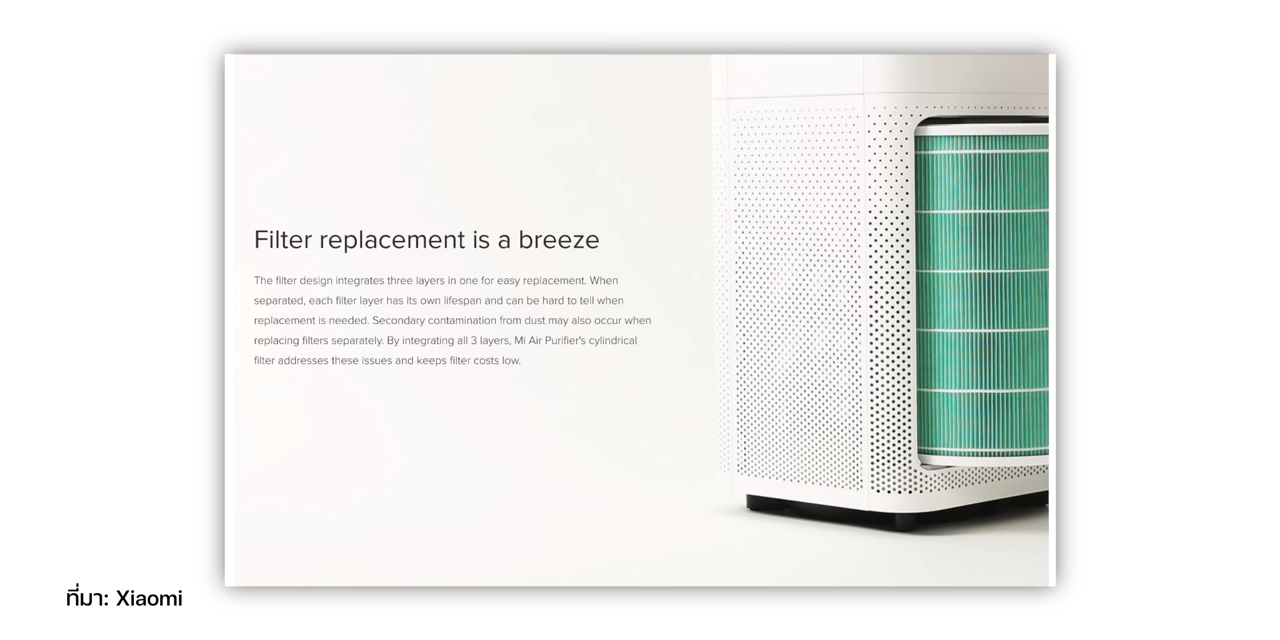 Filter replacement is a breeze
The filter design integrates three layers in one for easy replacement. When
separated, each filter layer has its own lifespan and can be hard to tell when
replacement is needed. Secondary contamination from dust may also occur when
replacing filters separately. By integrating all 3 layers, Mi Air Purifier's cylindrical
filter addresses these issues and keeps filter costs low.
ที่มา: Xiaomi